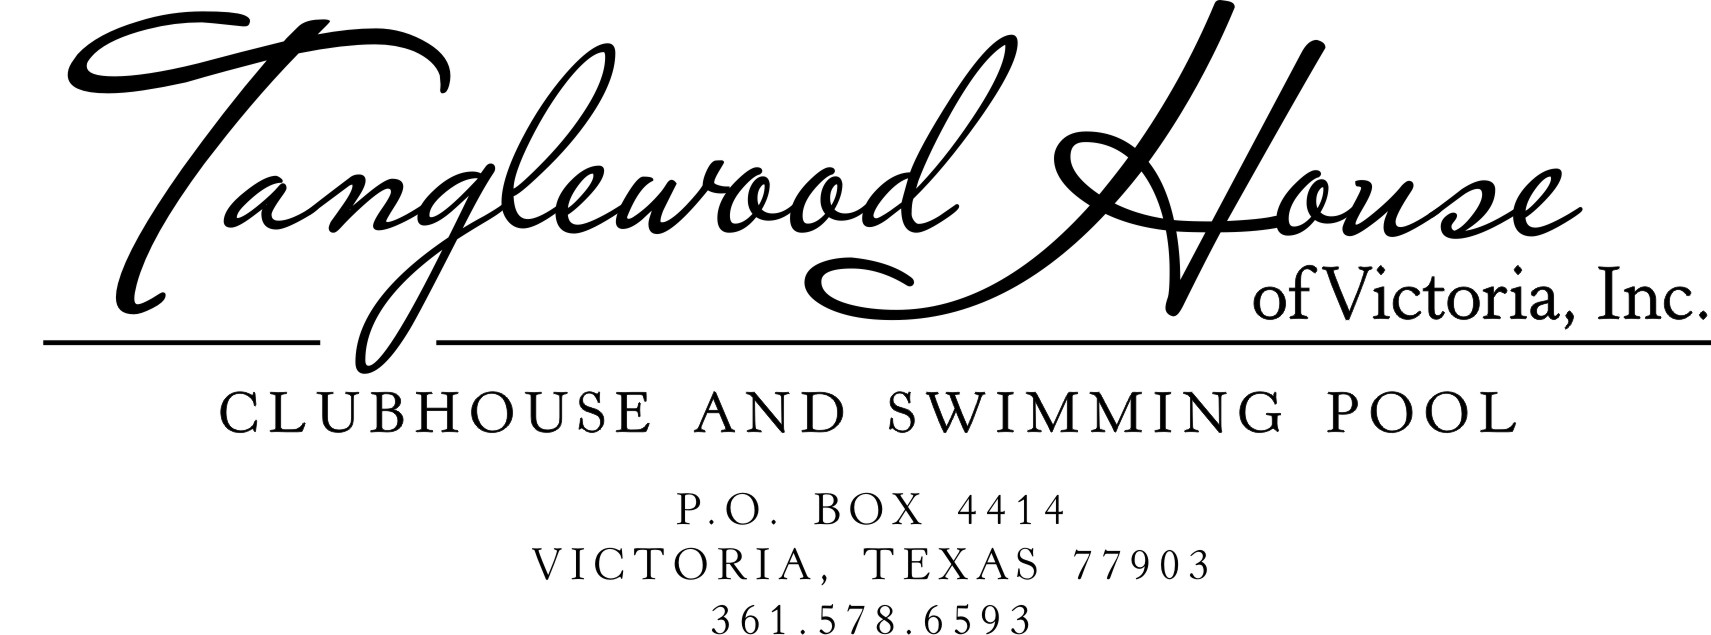 Tanglewood House
of Victoria, Inc.
CLUBHOUSE AND SWIMMING POOL
P.O. BOX 4414
VICTORIA, TEXAS 77903
361.578.6593